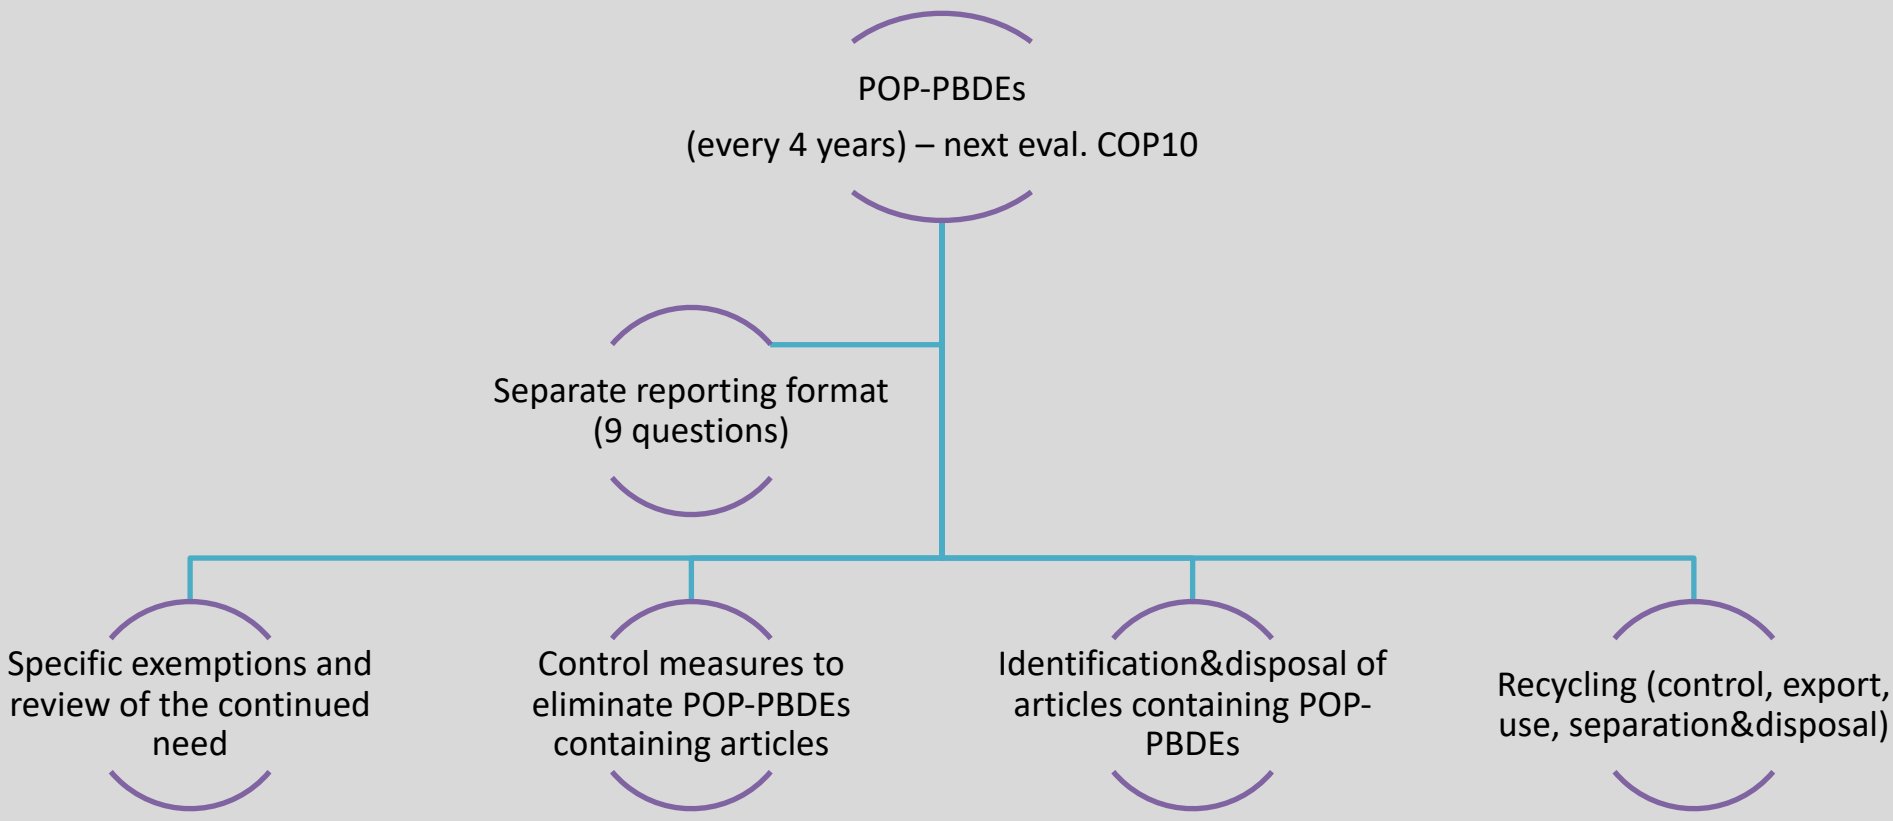 POP-PBDEs
(every 4 years) – next eval. COP10
Separate reporting format
(9 questions)
Specific exemptions and
review of the continued
need
Control measures to
eliminate POP-PBDEs
containing articles
Identification&disposal of
articles containing POP-
PBDEs
Recycling (control, export,
use, separation&disposal)